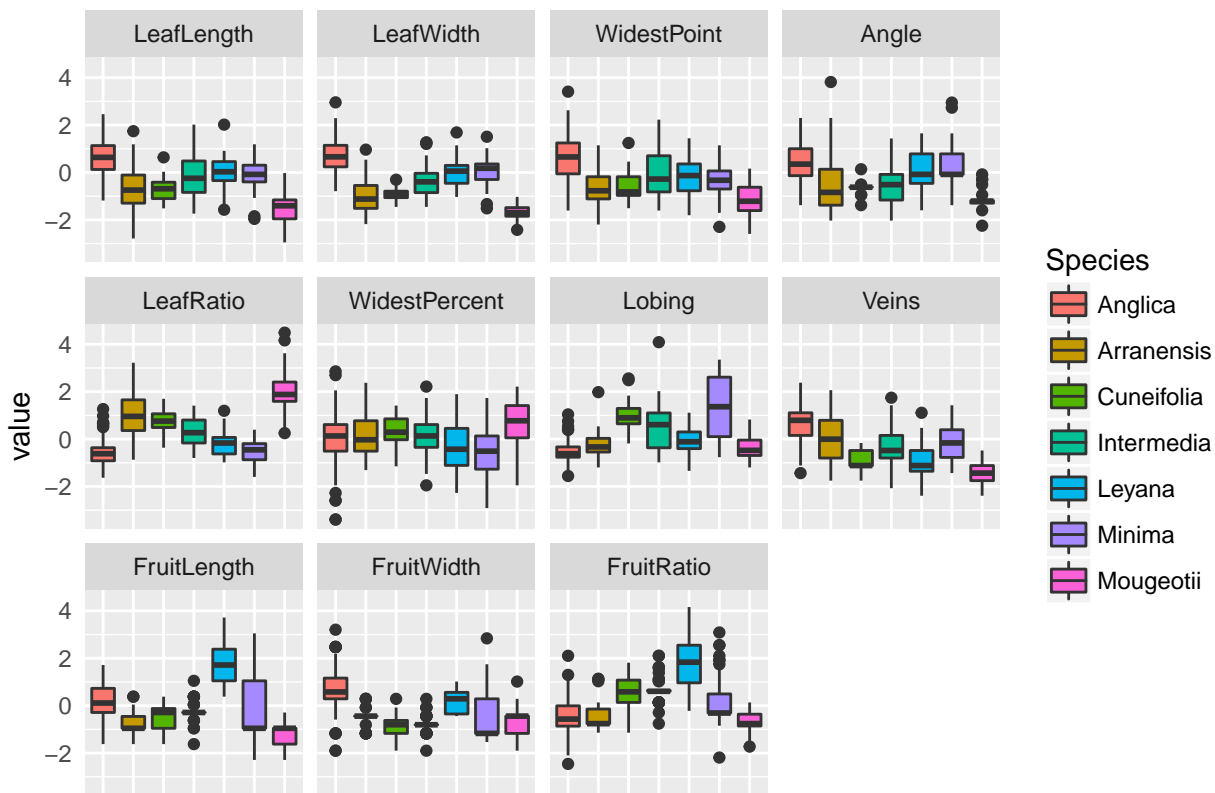 LeafLength LeafWidth WidestPoint Angle
4
2
0
−2
LeafRatio WidestPercent Lobing Veins
4
2
0
−2
FruitLength FruitWidth FruitRatio
4
2
0
−2
value
Species
Anglica
Arranensis
Cuneifolia
Intermedia
Leyana
Minima
Mougeotii